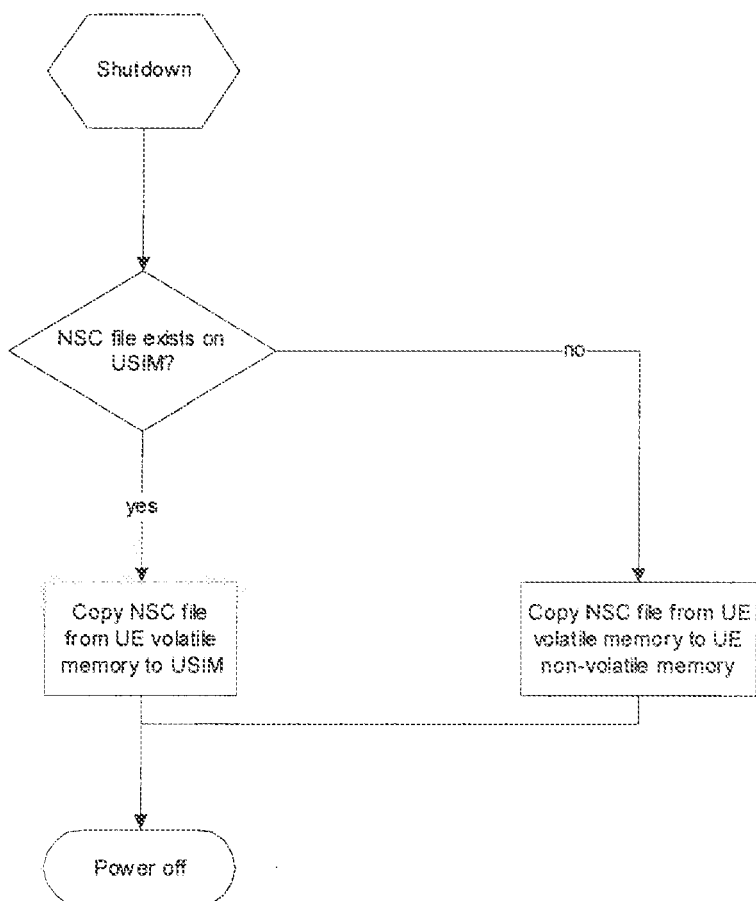 Shutdown
NSC file exists on
USIM?
no
yes
Copy NSC file
from UE volatile
memory to USIM
Copy NSC file from UE
volatile memory to UE
non-volatile memory
Power off